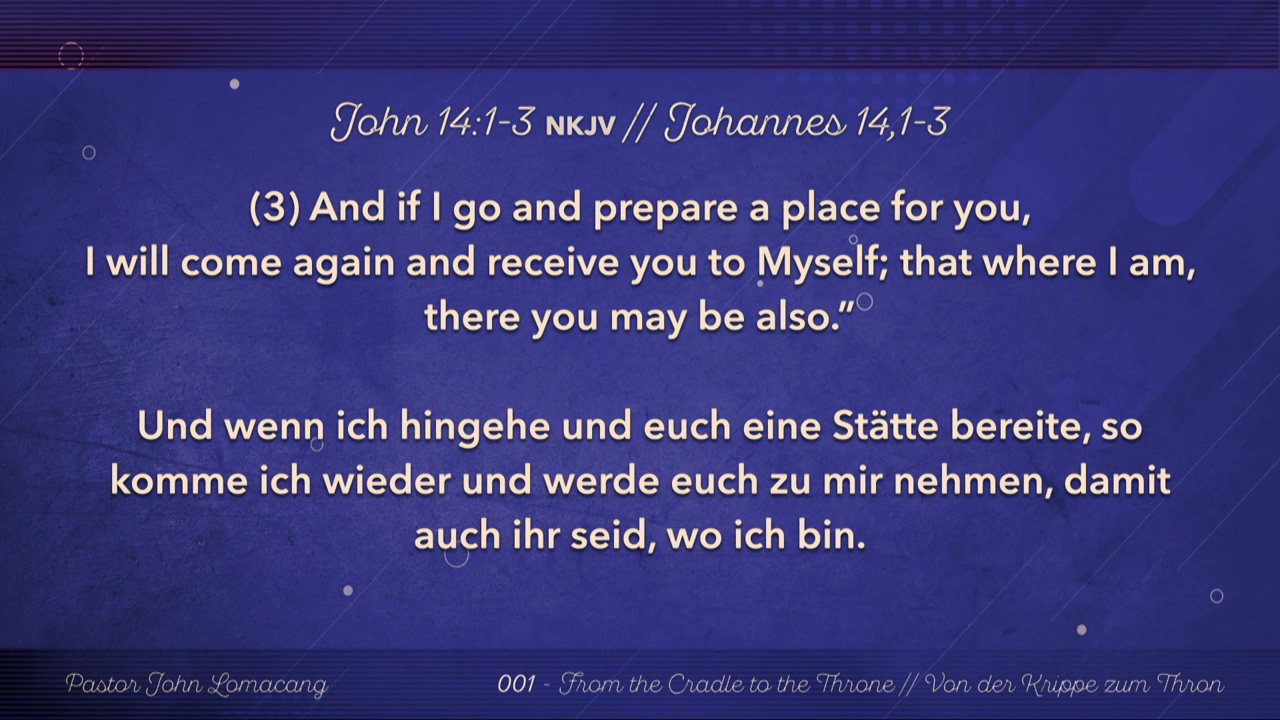 John 14:1-3 NKJV // Johannes 14,1-3
(3) And if I go and prepare a place for you,
I will come again and receive you to Myself; that where I am,
there you may be also.”
Und wenn ich hingehe und euch eine Stätte bereite, so
komme ich wieder und werde euch zu mir nehmen, damit
auch ihr seid, wo ich bin.
Pastor John Lomacang
001 - From the Cradle to the Throne // Von der Krippe zum Thron